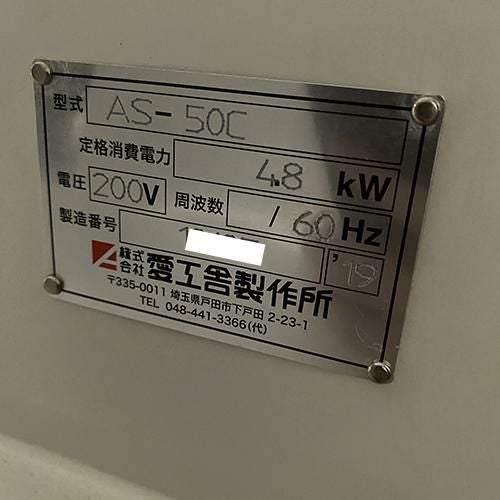 型式 AS-50C
定格消費電力 4.8 kW
電圧 200V 周波数 / 60 Hz
製造番号 '19
株式会社 愛工舎製作所
〒335-0011 埼玉県戸田市下戸田 2-23-1
TEL 048-441-3366(代)